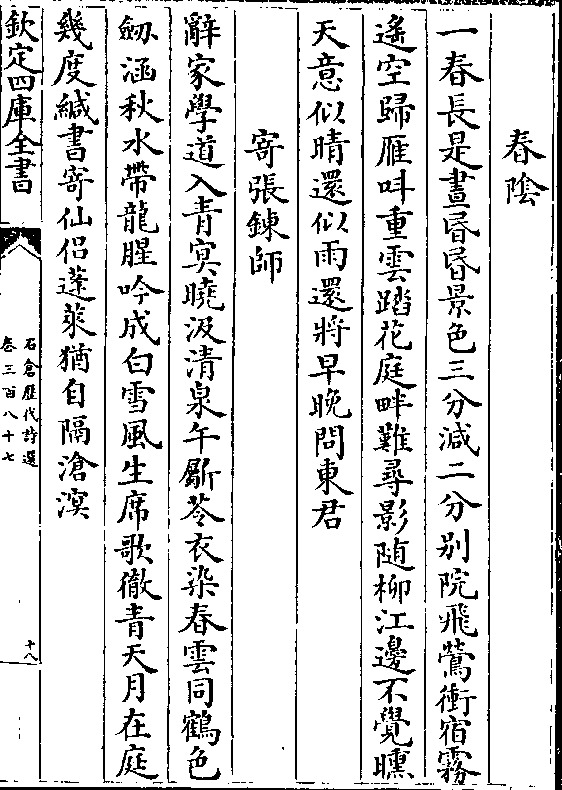 春陰
一春長是晝昏昏景色三分減二分别院飛鶯衝宿霧
遥空歸雁呌重雲踏花庭畔難尋影随柳江邊不覺曛
天意似晴還似雨還將早晚問東君
寄張鍊師
辭家學道入青冥曉汲清泉午斸苓衣染春雲同鶴色
劒涵秋水帶龍腥吟成白雪風生席歌徹青天月在庭
幾度緘書寄仙侣蓬萊猶自隔滄溟
欽定四庫全書
石倉歷代詩選
卷三百八十七
十八